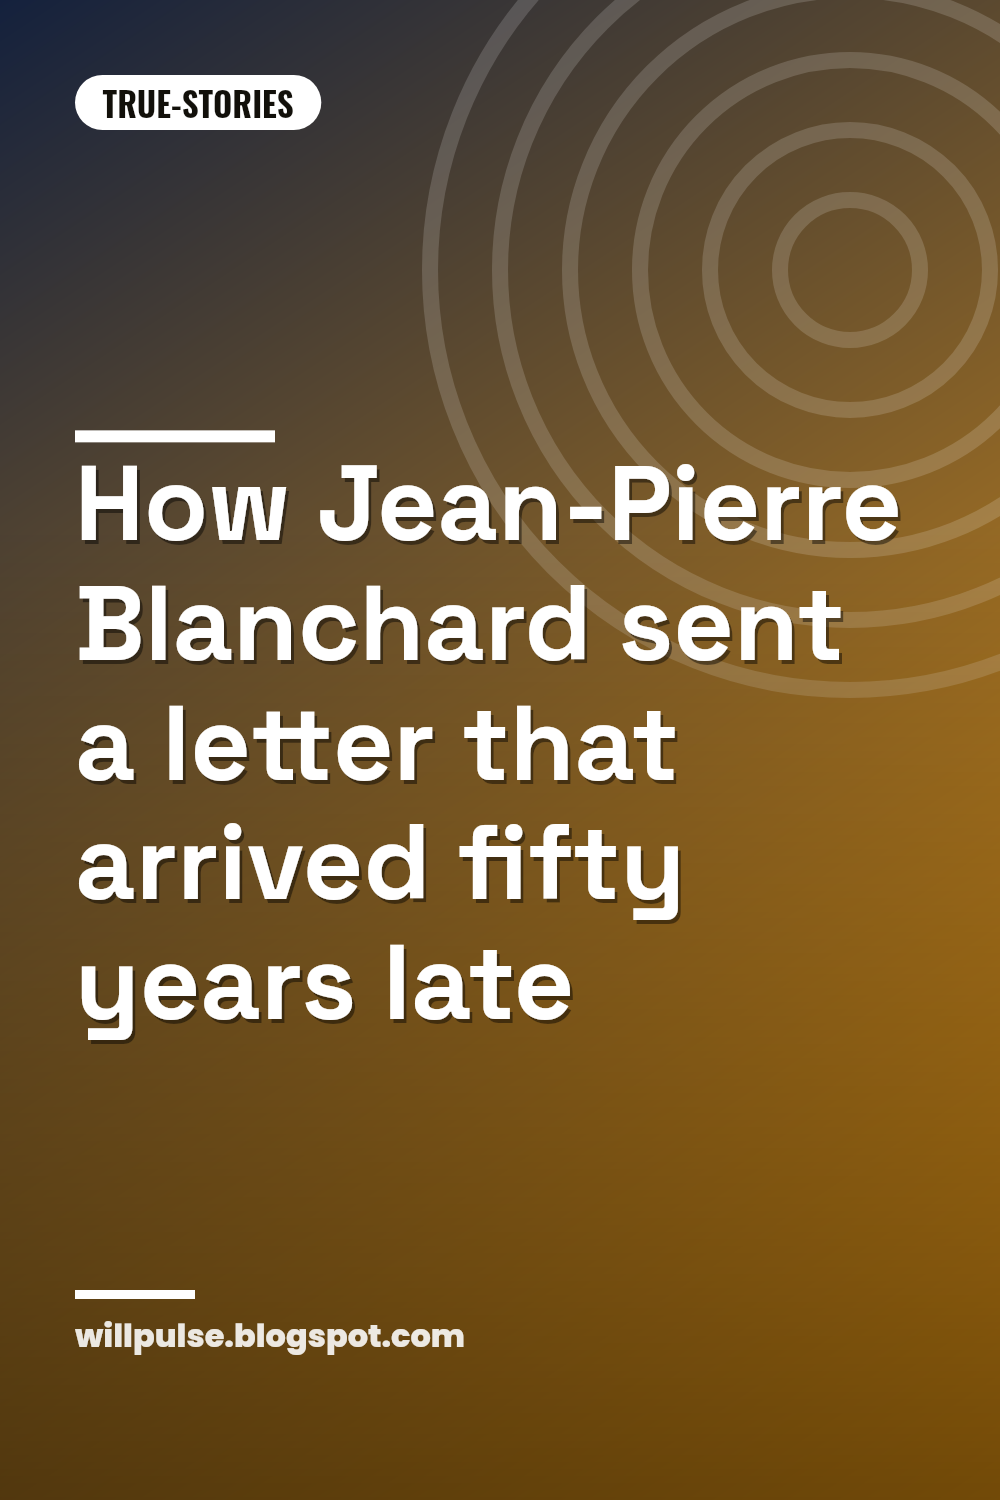 TRUE-STORIES
How Jean-Pierre
Blanchard sent
a letter that
arrived fifty
years late
willpulse.blogspot.com